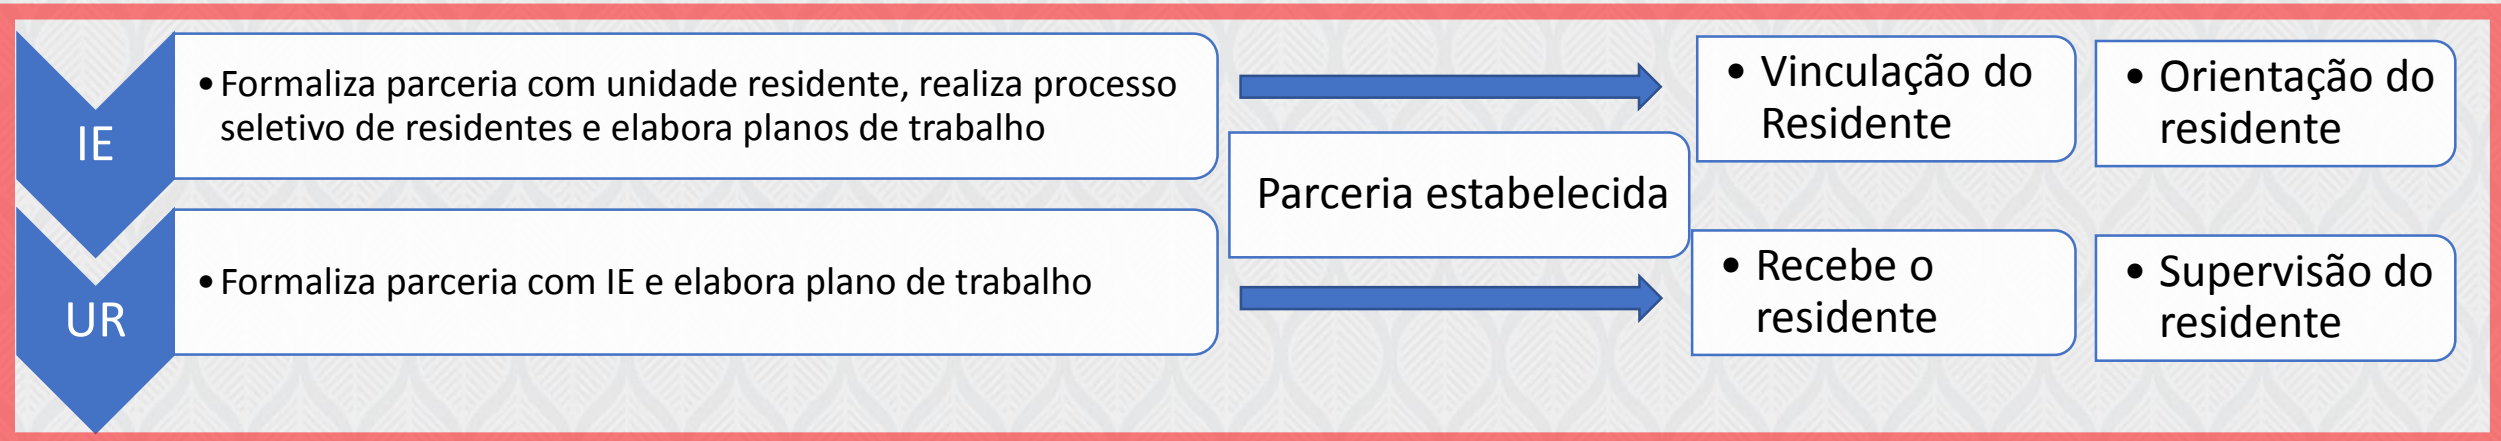 IE
• Formaliza parceria com unidade residente, realiza processo
seletivo de residentes e elabora planos de trabalho
• Vinculação do
Residente
• Orientação do
residente
Parceria estabelecida
UR
• Formaliza parceria com IE e elabora plano de trabalho
• Recebe o
residente
• Supervisão do
residente